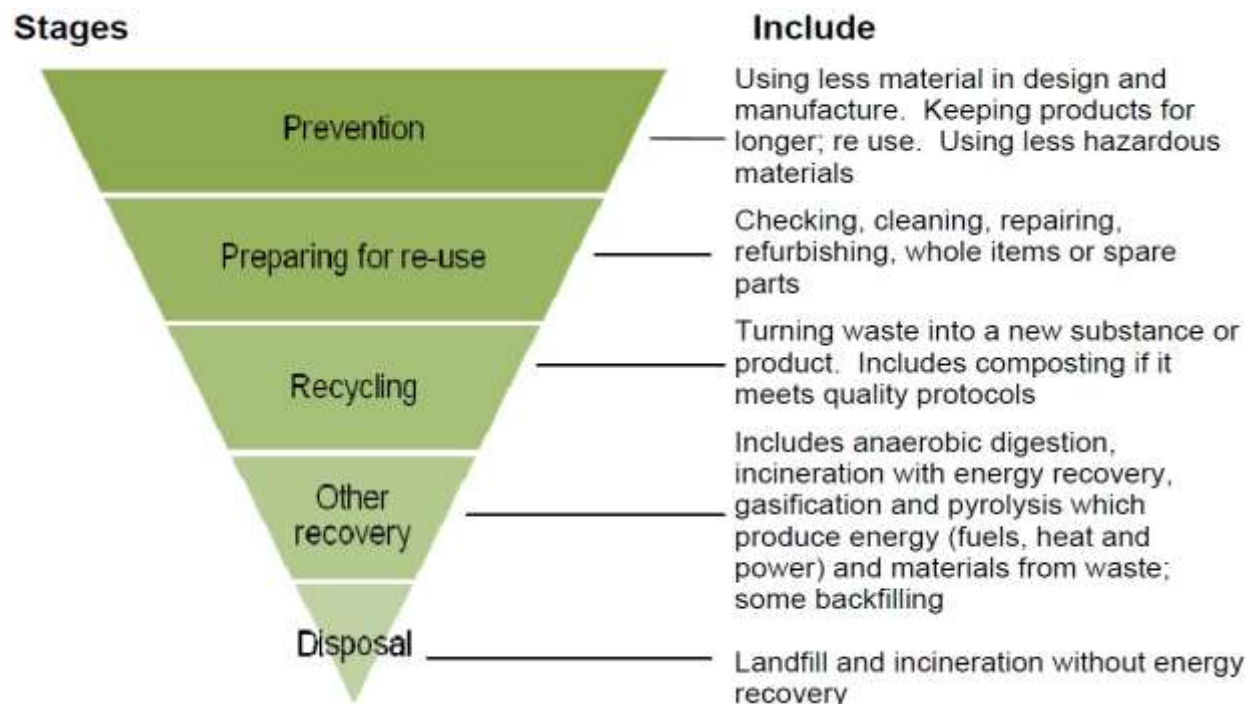 Stages
Include
Prevention
Using less material in design and
manufacture.  Keeping products for
longer; re use.  Using less hazardous
materials
Preparing for re-use
Checking, cleaning, repairing,
refurbishing, whole items or spare
parts
Recycling
Turning waste into a new substance or
product.  Includes composting if it
meets quality protocols
Other
recovery
Includes anaerobic digestion,
incineration with energy recovery,
gasification and pyrolysis which
produce energy (fuels, heat and
power) and materials from waste;
some backfilling
Disposal
Landfill and incineration without energy
recovery